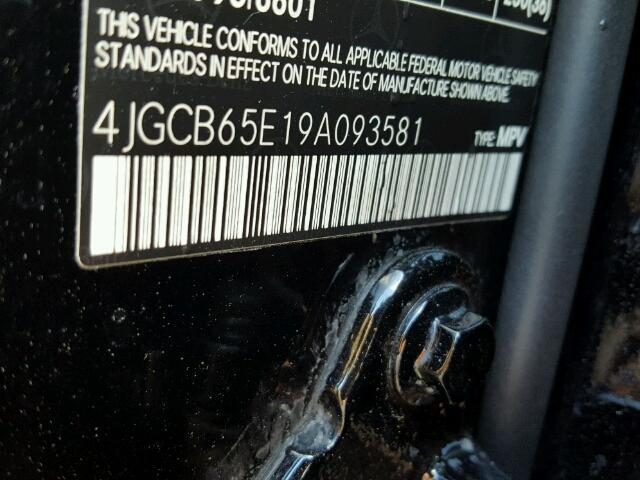 THIS VEHICLE CONFORMS TO ALL APPLICABLE FEDERAL MOTOR VEHICLE SAFETY
STANDARDS IN EFFECT ON THE DATE OF MANUFACTURE SHOWN ABOVE.
4JGCB65E19A093581 TYPE: MPV